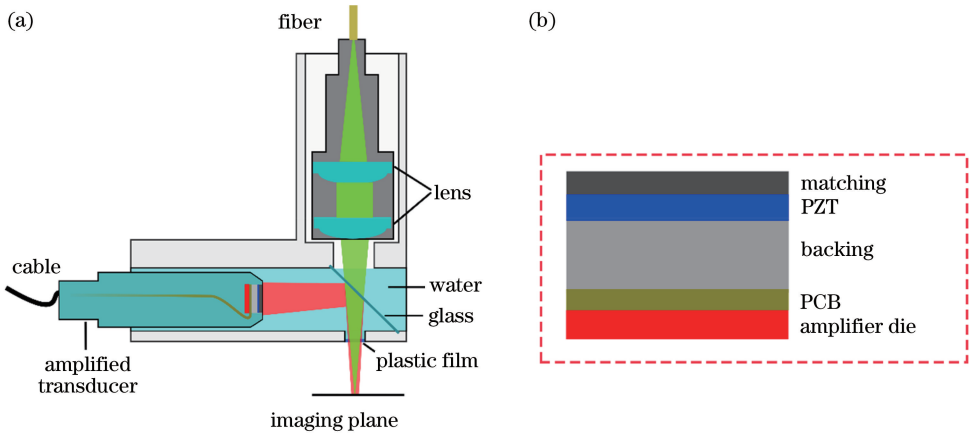 (a)
fiber
lens
cable
water
glass
plastic film
amplified
transducer
imaging plane
(b)
matching
PZT
backing
PCB
amplifier die